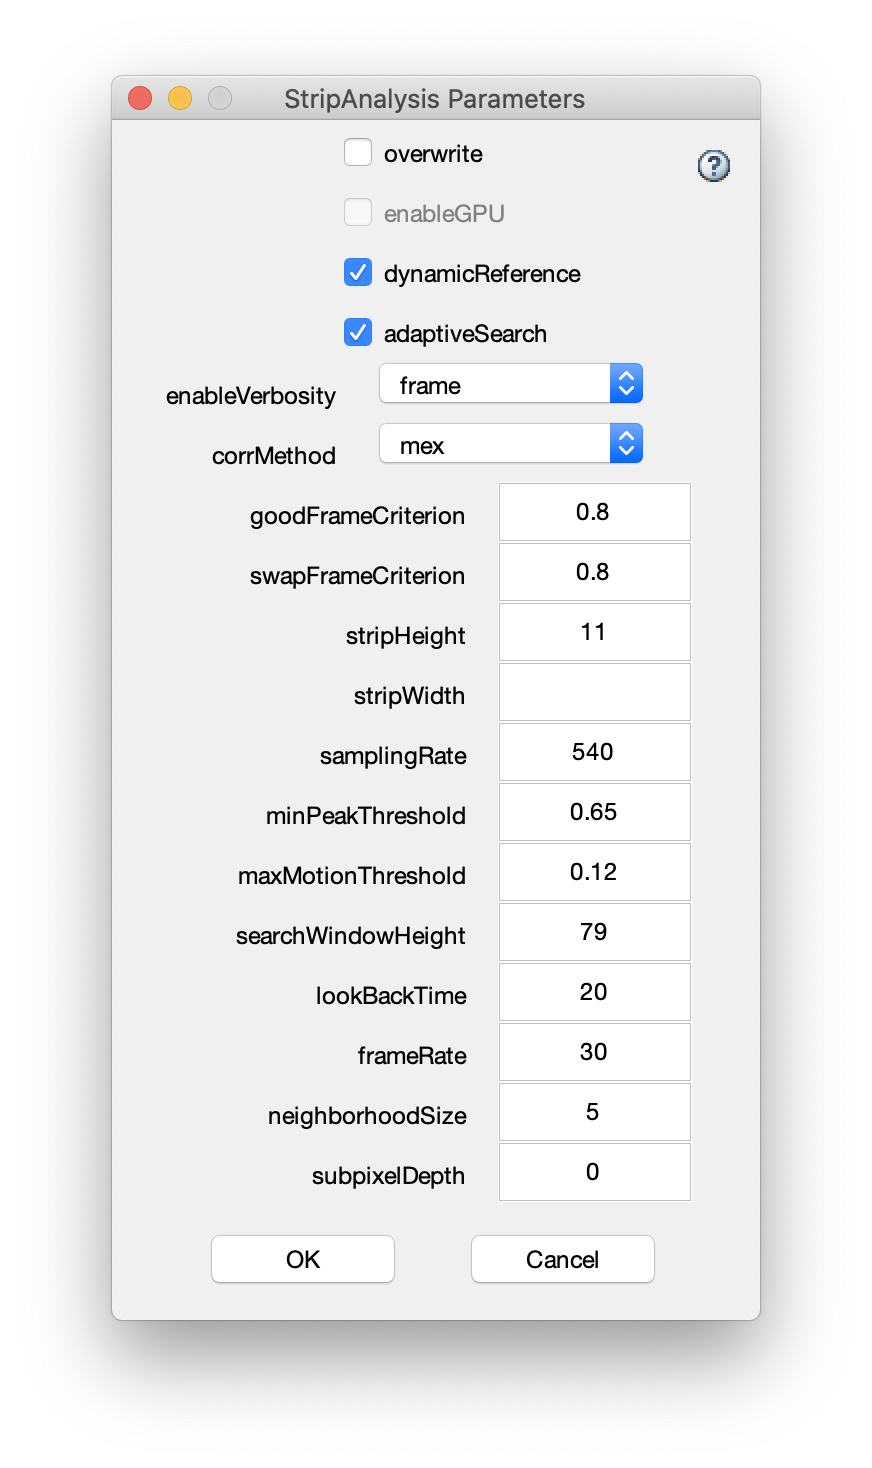 StripAnalysis Parameters
overwrite
?
enableGPU
dynamicReference
adaptiveSearch
enableVerbosity frame
corrMethod mex
goodFrameCriterion 0.8
swapFrameCriterion 0.8
stripHeight 11
stripWidth
samplingRate 540
minPeakThreshold 0.65
maxMotionThreshold 0.12
searchWindowHeight 79
lookBackTime 20
frameRate 30
neighborhoodSize 5
subpixelDepth 0
OK Cancel